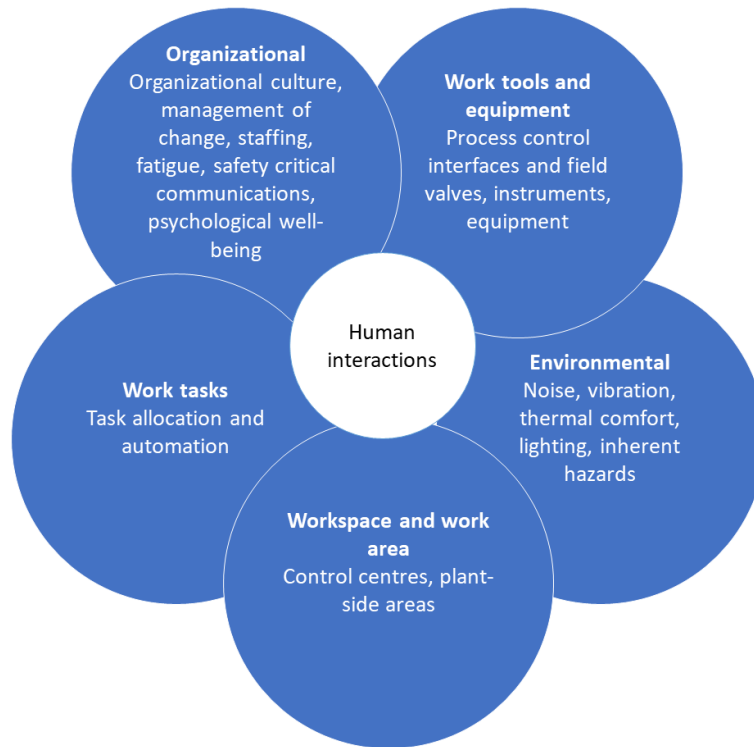 Organizational
Organizational culture,
management of
change, staffing,
fatigue, safety critical
communications,
psychological well-
being
Work tools and
equipment
Process control
interfaces and field
valves, instruments,
equipment
Human
interactions
Work tasks
Task allocation and
automation
Environmental
Noise, vibration,
thermal comfort,
lighting, inherent
hazards
Workspace and work
area
Control centres, plant-
side areas